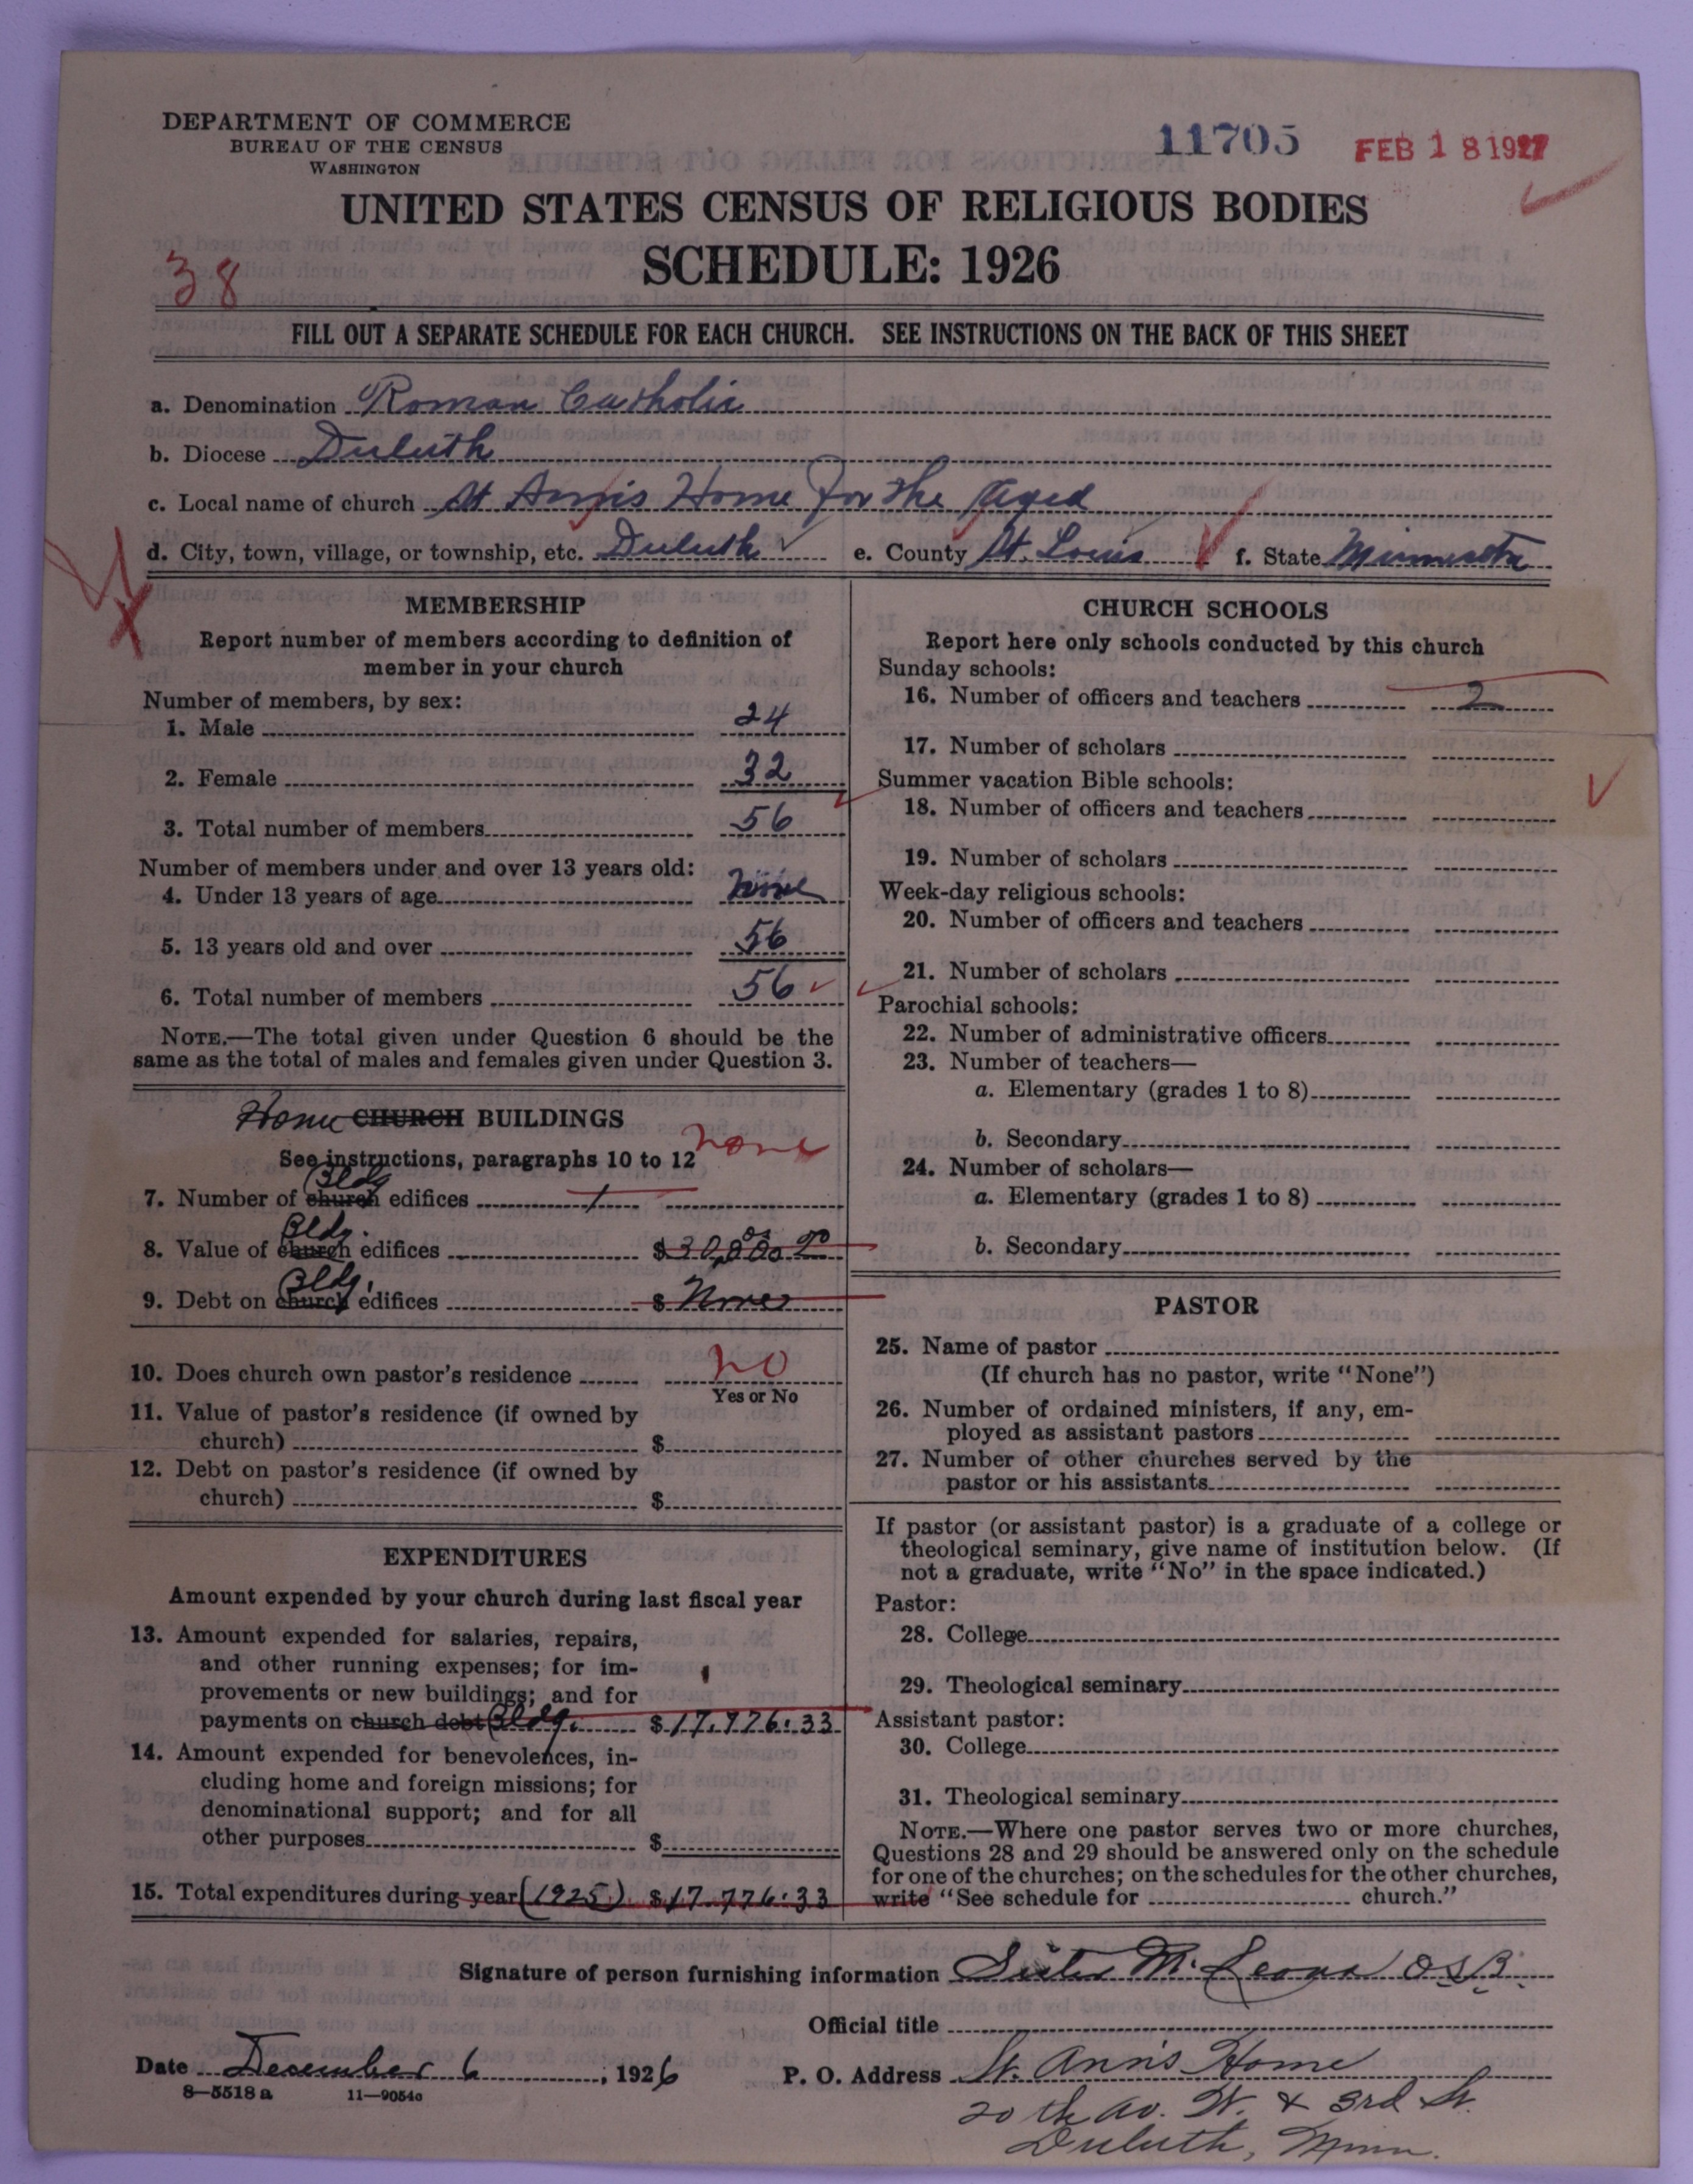 DEPARTMENT OF COMMERCE
BUREAU OF THE CENSUS
WASHINGTON
11705
FEB 18 1927
UNITED STATES CENSUS OF RELIGIOUS BODIES
SCHEDULE: 1926
38
FILL OUT A SEPARATE SCHEDULE FOR EACH CHURCH. SEE INSTRUCTIONS ON THE BACK OF THIS SHEET
a. Denomination Roman Catholic
b. Diocese Duluth
c. Local name of church St Ann's Home for the Aged
d. City, town, village, or township, etc. Duluth e. County St. Louis f. State Minnesota
MEMBERSHIP
Report number of members according to definition of
member in your church
Number of members, by sex:
1. Male 24
2. Female 32
3. Total number of members 56
Number of members under and over 13 years old:
4. Under 13 years of age None
5. 13 years old and over 56
6. Total number of members 56
NOTE.—The total given under Question 6 should be the
same as the total of males and females given under Question 3.
Home CHURCH BUILDINGS
See instructions, paragraphs 10 to 12 none
Bldg
7. Number of church edifices 1
Bldg.
8. Value of church edifices $30,000 00
Bldg.
9. Debt on church edifices $ None
10. Does church own pastor's residence no
Yes or No
11. Value of pastor's residence (if owned by
church) $
12. Debt on pastor's residence (if owned by
church) $
EXPENDITURES
Amount expended by your church during last fiscal year
13. Amount expended for salaries, repairs,
and other running expenses; for im-
provements or new buildings; and for
payments on church debt Bldg. $17,776.33
14. Amount expended for benevolences, in-
cluding home and foreign missions; for
denominational support; and for all
other purposes $
15. Total expenditures during year (1925) $17.776.33
CHURCH SCHOOLS
Report here only schools conducted by this church
Sunday schools:
16. Number of officers and teachers 2
17. Number of scholars
Summer vacation Bible schools:
18. Number of officers and teachers
19. Number of scholars
Week-day religious schools:
20. Number of officers and teachers
21. Number of scholars
Parochial schools:
22. Number of administrative officers
23. Number of teachers—
a. Elementary (grades 1 to 8)
b. Secondary
24. Number of scholars—
a. Elementary (grades 1 to 8)
b. Secondary
PASTOR
25. Name of pastor
(If church has no pastor, write "None")
26. Number of ordained ministers, if any, em-
ployed as assistant pastors
27. Number of other churches served by the
pastor or his assistants
If pastor (or assistant pastor) is a graduate of a college or
theological seminary, give name of institution below. (If
not a graduate, write "No" in the space indicated.)
Pastor:
28. College
29. Theological seminary
Assistant pastor:
30. College
31. Theological seminary
NOTE.—Where one pastor serves two or more churches,
Questions 28 and 29 should be answered only on the schedule
for one of the churches; on the schedules for the other churches,
write "See schedule for church."
Signature of person furnishing information Sister M. Leona O.S.B.
Official title
Date December 6, 1926 P. O. Address St. Ann's Home
8—5518a 11—9054o
20th Av. W. & 3rd St.
Duluth, Minn.